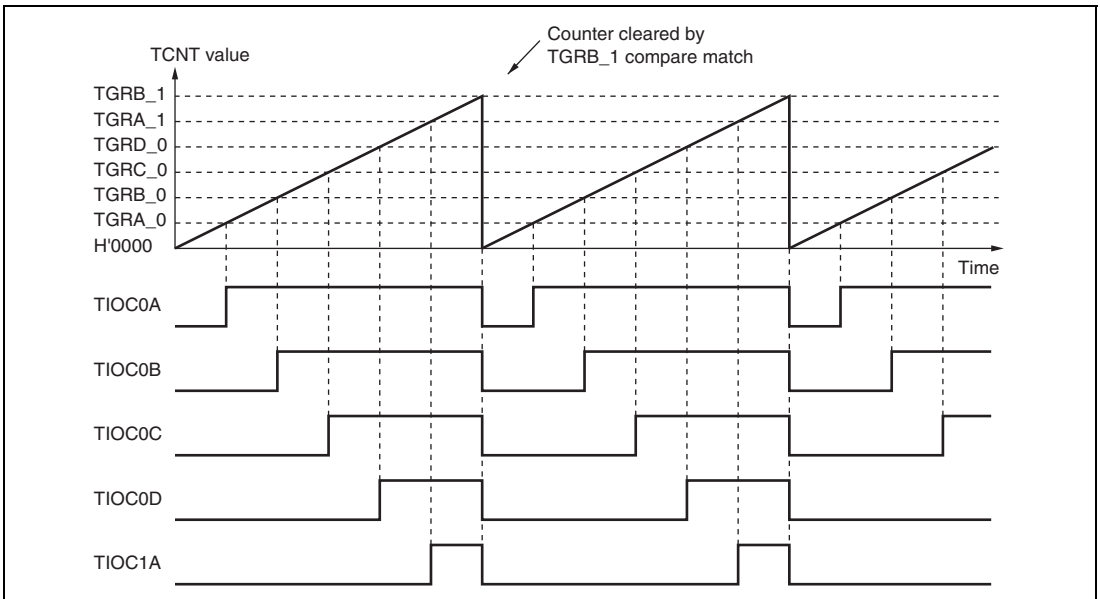 Counter cleared by
TGRB_1 compare match
TCNT value
TGRB_1
TGRA_1
TGRD_0
TGRC_0
TGRB_0
TGRA_0
H'0000
Time
TIOC0A
TIOC0B
TIOC0C
TIOC0D
TIOC1A